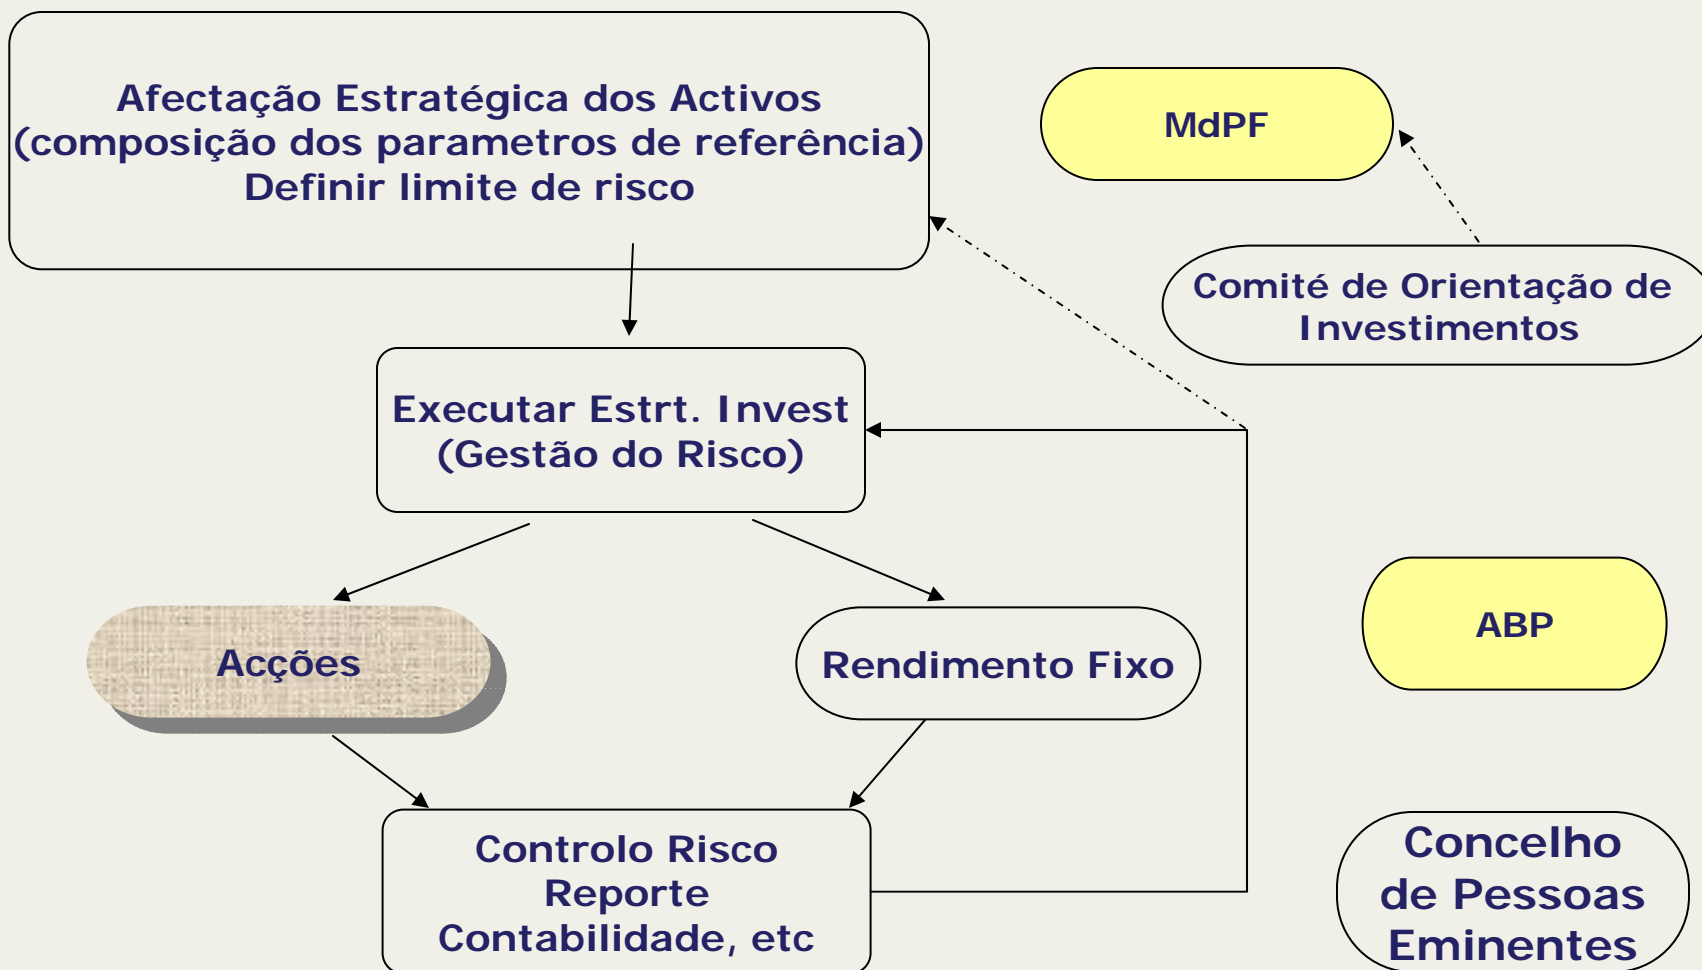 Afectação Estratégica dos Activos
(composição dos parametros de referência)
Definir limite de risco
MdPF
Comité de Orientação de
Investimentos
Executar Estrt. Invest
(Gestão do Risco)
Acções
Rendimento Fixo
ABP
Controlo Risco
Reporte
Contabilidade, etc
Concelho
de Pessoas
Eminentes